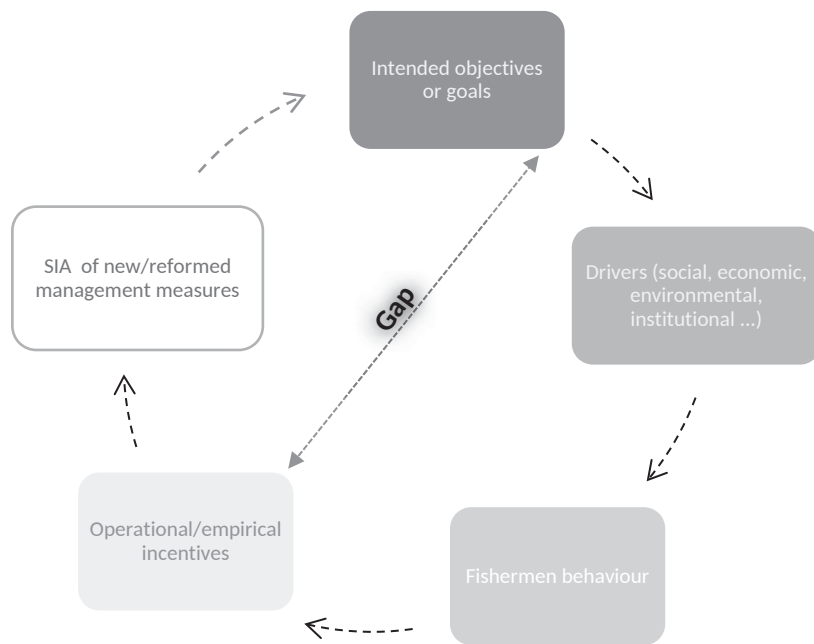 Intended objectives
or goals
Drivers (social, economic,
environmental,
institutional ...)
Fishermen behaviour
Operational/empirical
incentives
SIA of new/reformed
management measures
Gap